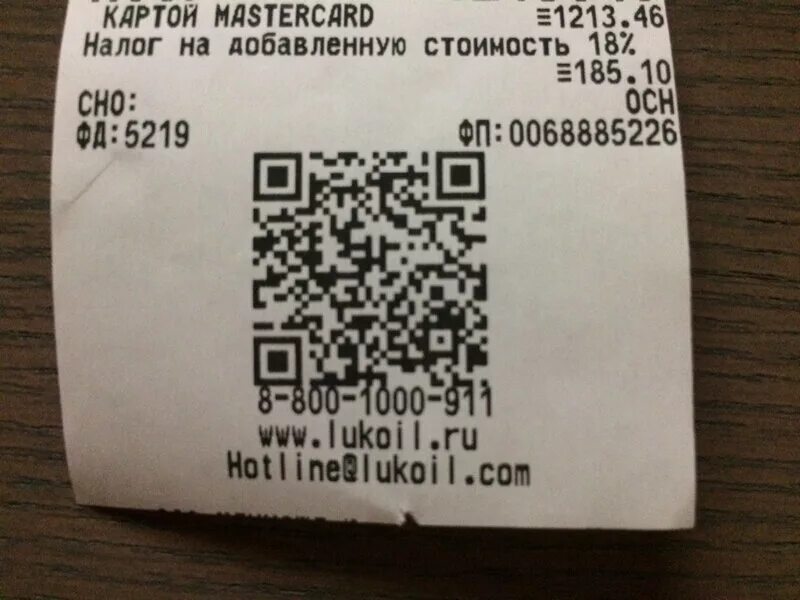 КАРТОЙ MASTERCARD ≡1213.46
Налог на добавленную стоимость 18%
≡185.10
СНО: ОСН
ФД:5219 ФП:0068885226
8-800-1000-911
www.lukoil.ru
Hotline@lukoil.com